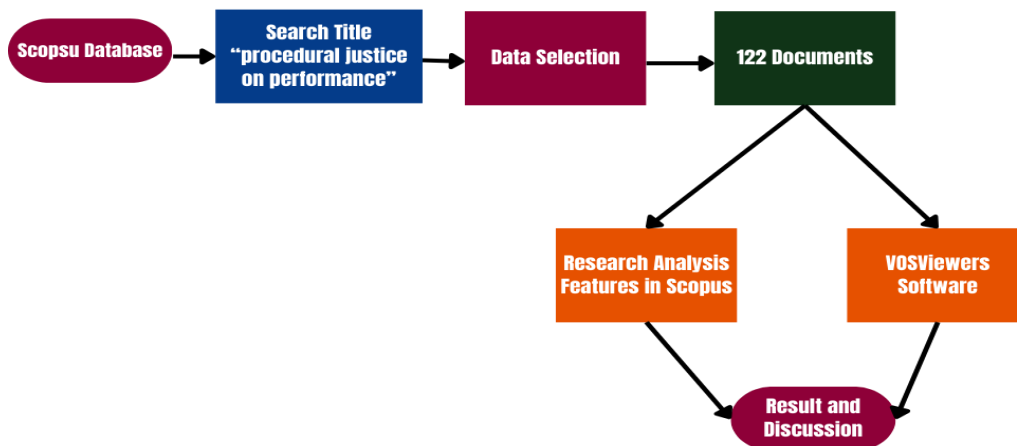 Scopsu Database
Search Title
“procedural justice
on performance”
Data Selection
122 Documents
Research Analysis
Features in Scopus
VOSViewers
Software
Result and
Discussion